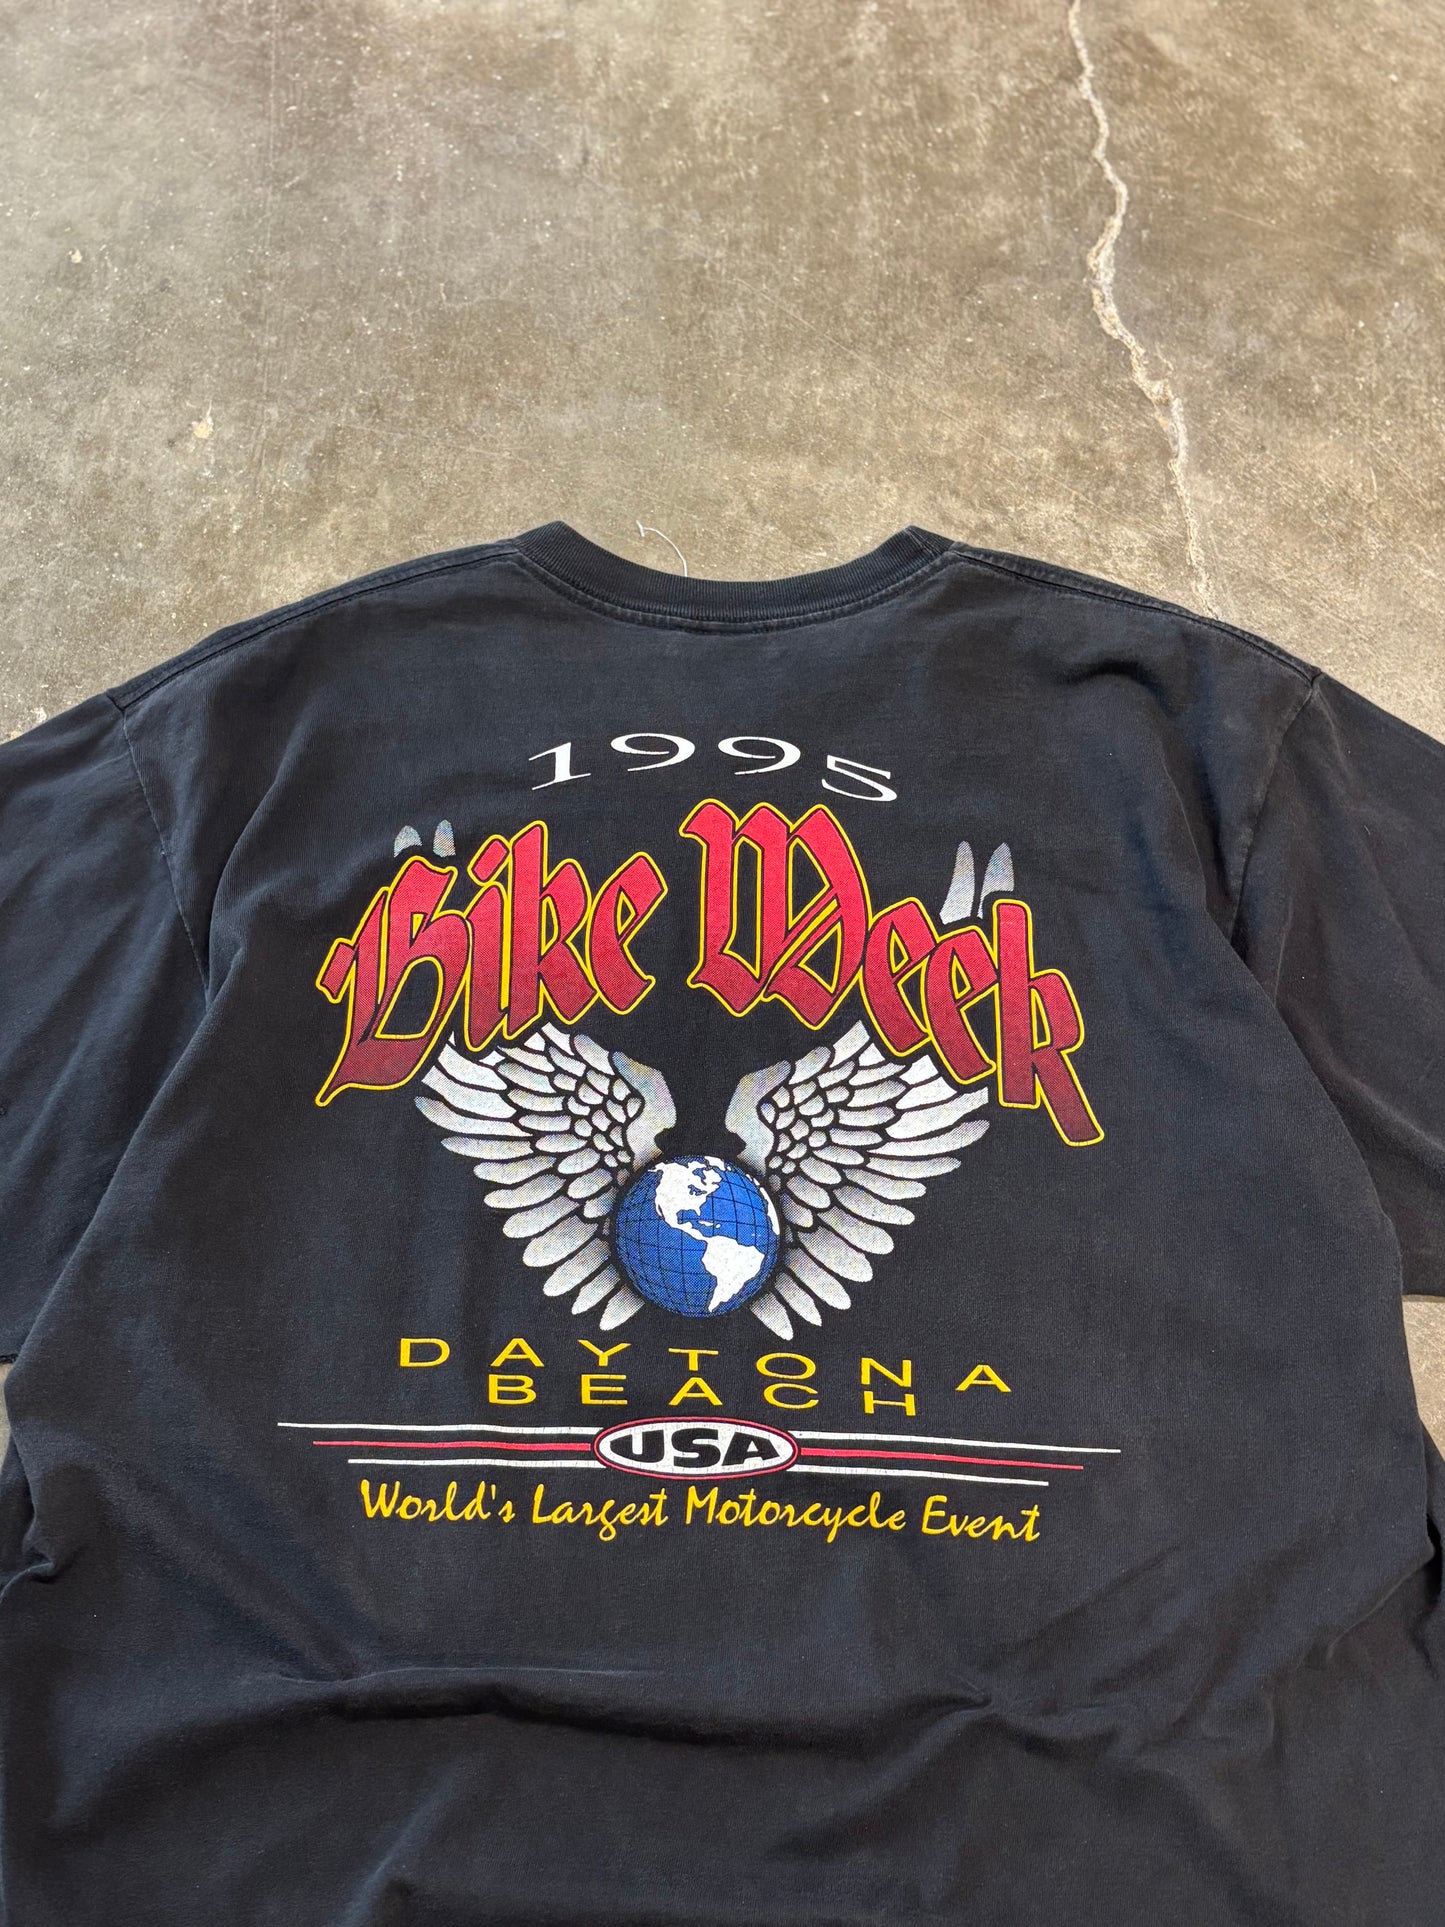 1995
Bike Week
DAYTONA
BEACH
USA
World's Largest Motorcycle Event